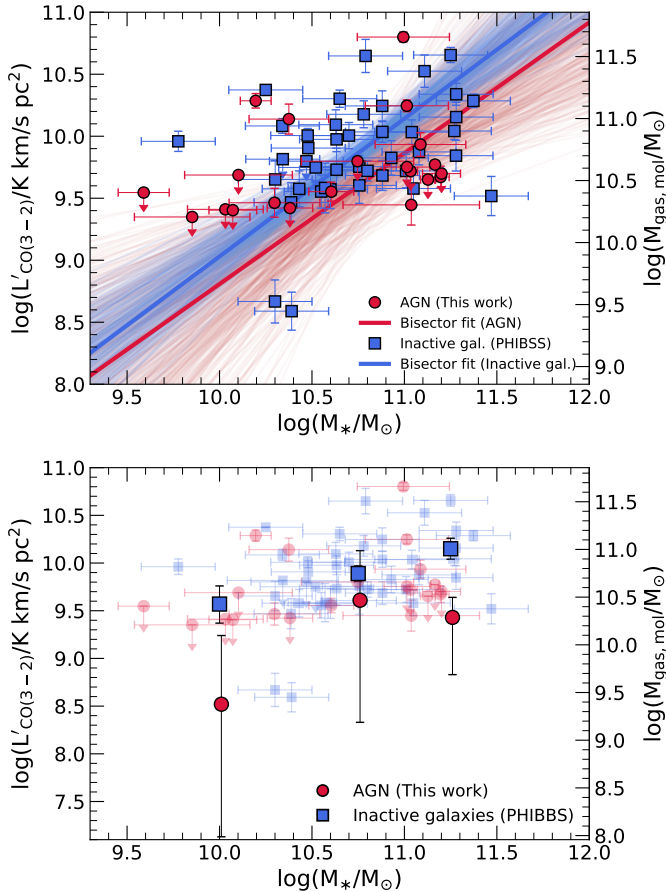 11.0
10.5
10.0
9.5
9.0
8.5
8.0
log(L′CO(3−2)/K km/s pc²)
11.5
11.0
10.5
10.0
9.5
9.0
log(Mgas, mol/M⊙)
AGN (This work)
Bisector fit (AGN)
Inactive gal. (PHIBSS)
Bisector fit (Inactive gal.)
9.5 10.0 10.5 11.0 11.5 12.0
log(M∗/M⊙)
11.0
10.5
10.0
9.5
9.0
8.5
8.0
7.5
log(L′CO(3−2)/K km/s pc²)
11.5
11.0
10.5
10.0
9.5
9.0
8.5
8.0
log(Mgas, mol/M⊙)
AGN (This work)
Inactive galaxies (PHIBBS)
9.5 10.0 10.5 11.0 11.5 12.0
log(M∗/M⊙)